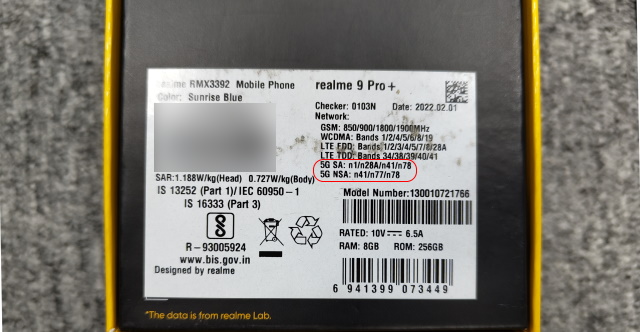 realme RMX3392 Mobile Phone
Color: Sunrise Blue
SAR:1.188W/kg(Head) 0.727W/kg(Body)
IS 13252 (Part 1)/ IEC 60950-1
IS 16333 (Part 3)
R-93005924
www.bis.gov.in
Designed by realme
realme 9 Pro+
Checker: 0103N Date: 2022.02.01
Network:
GSM: 850/900/1800/1900MHz
WCDMA: Bands 1/2/4/5/6/8/19
LTE FDD: Bands 1/2/3/4/5/7/8/28A
LTE TDD: Bands 34/38/39/40/41
5G SA: n1/n28A/n41/n78
5G NSA: n41/n77/n78
Model Number:130010721766
RATED: 10V⎓ 6.5A
RAM: 8GB ROM: 256GB
6 941399 073449
*The data is from realme Lab.